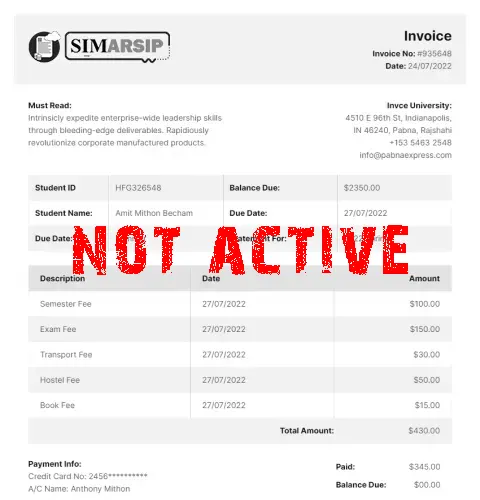 SIMARSIP
Invoice
Invoice No: #935648
Date: 24/07/2022
Must Read:
Intrinsicly expedite enterprise-wide leadership skills
through bleeding-edge deliverables. Rapidiously
revolutionize corporate manufactured products.
Invce University:
4510 E 96th St, Indianapolis,
IN 46240, Pabna, Rajshahi
+153 5463 2548
info@pabnaexpress.com
Student ID HFG326548 Balance Due: $2350.00
Student Name: Amit Mithon Becham Due Date: 27/07/2022
Due Date: Statement For:
NOT ACTIVE
Description Date Amount
Semester Fee 27/07/2022 $100.00
Exam Fee 27/07/2022 $150.00
Transport Fee 27/07/2022 $30.00
Hostel Fee 27/07/2022 $50.00
Book Fee 27/07/2022 $15.00
Total Amount: $430.00
Payment Info:
Credit Card No: 2456**********
A/C Name: Anthony Mithon
Paid: $345.00
Balance Due: $00.00